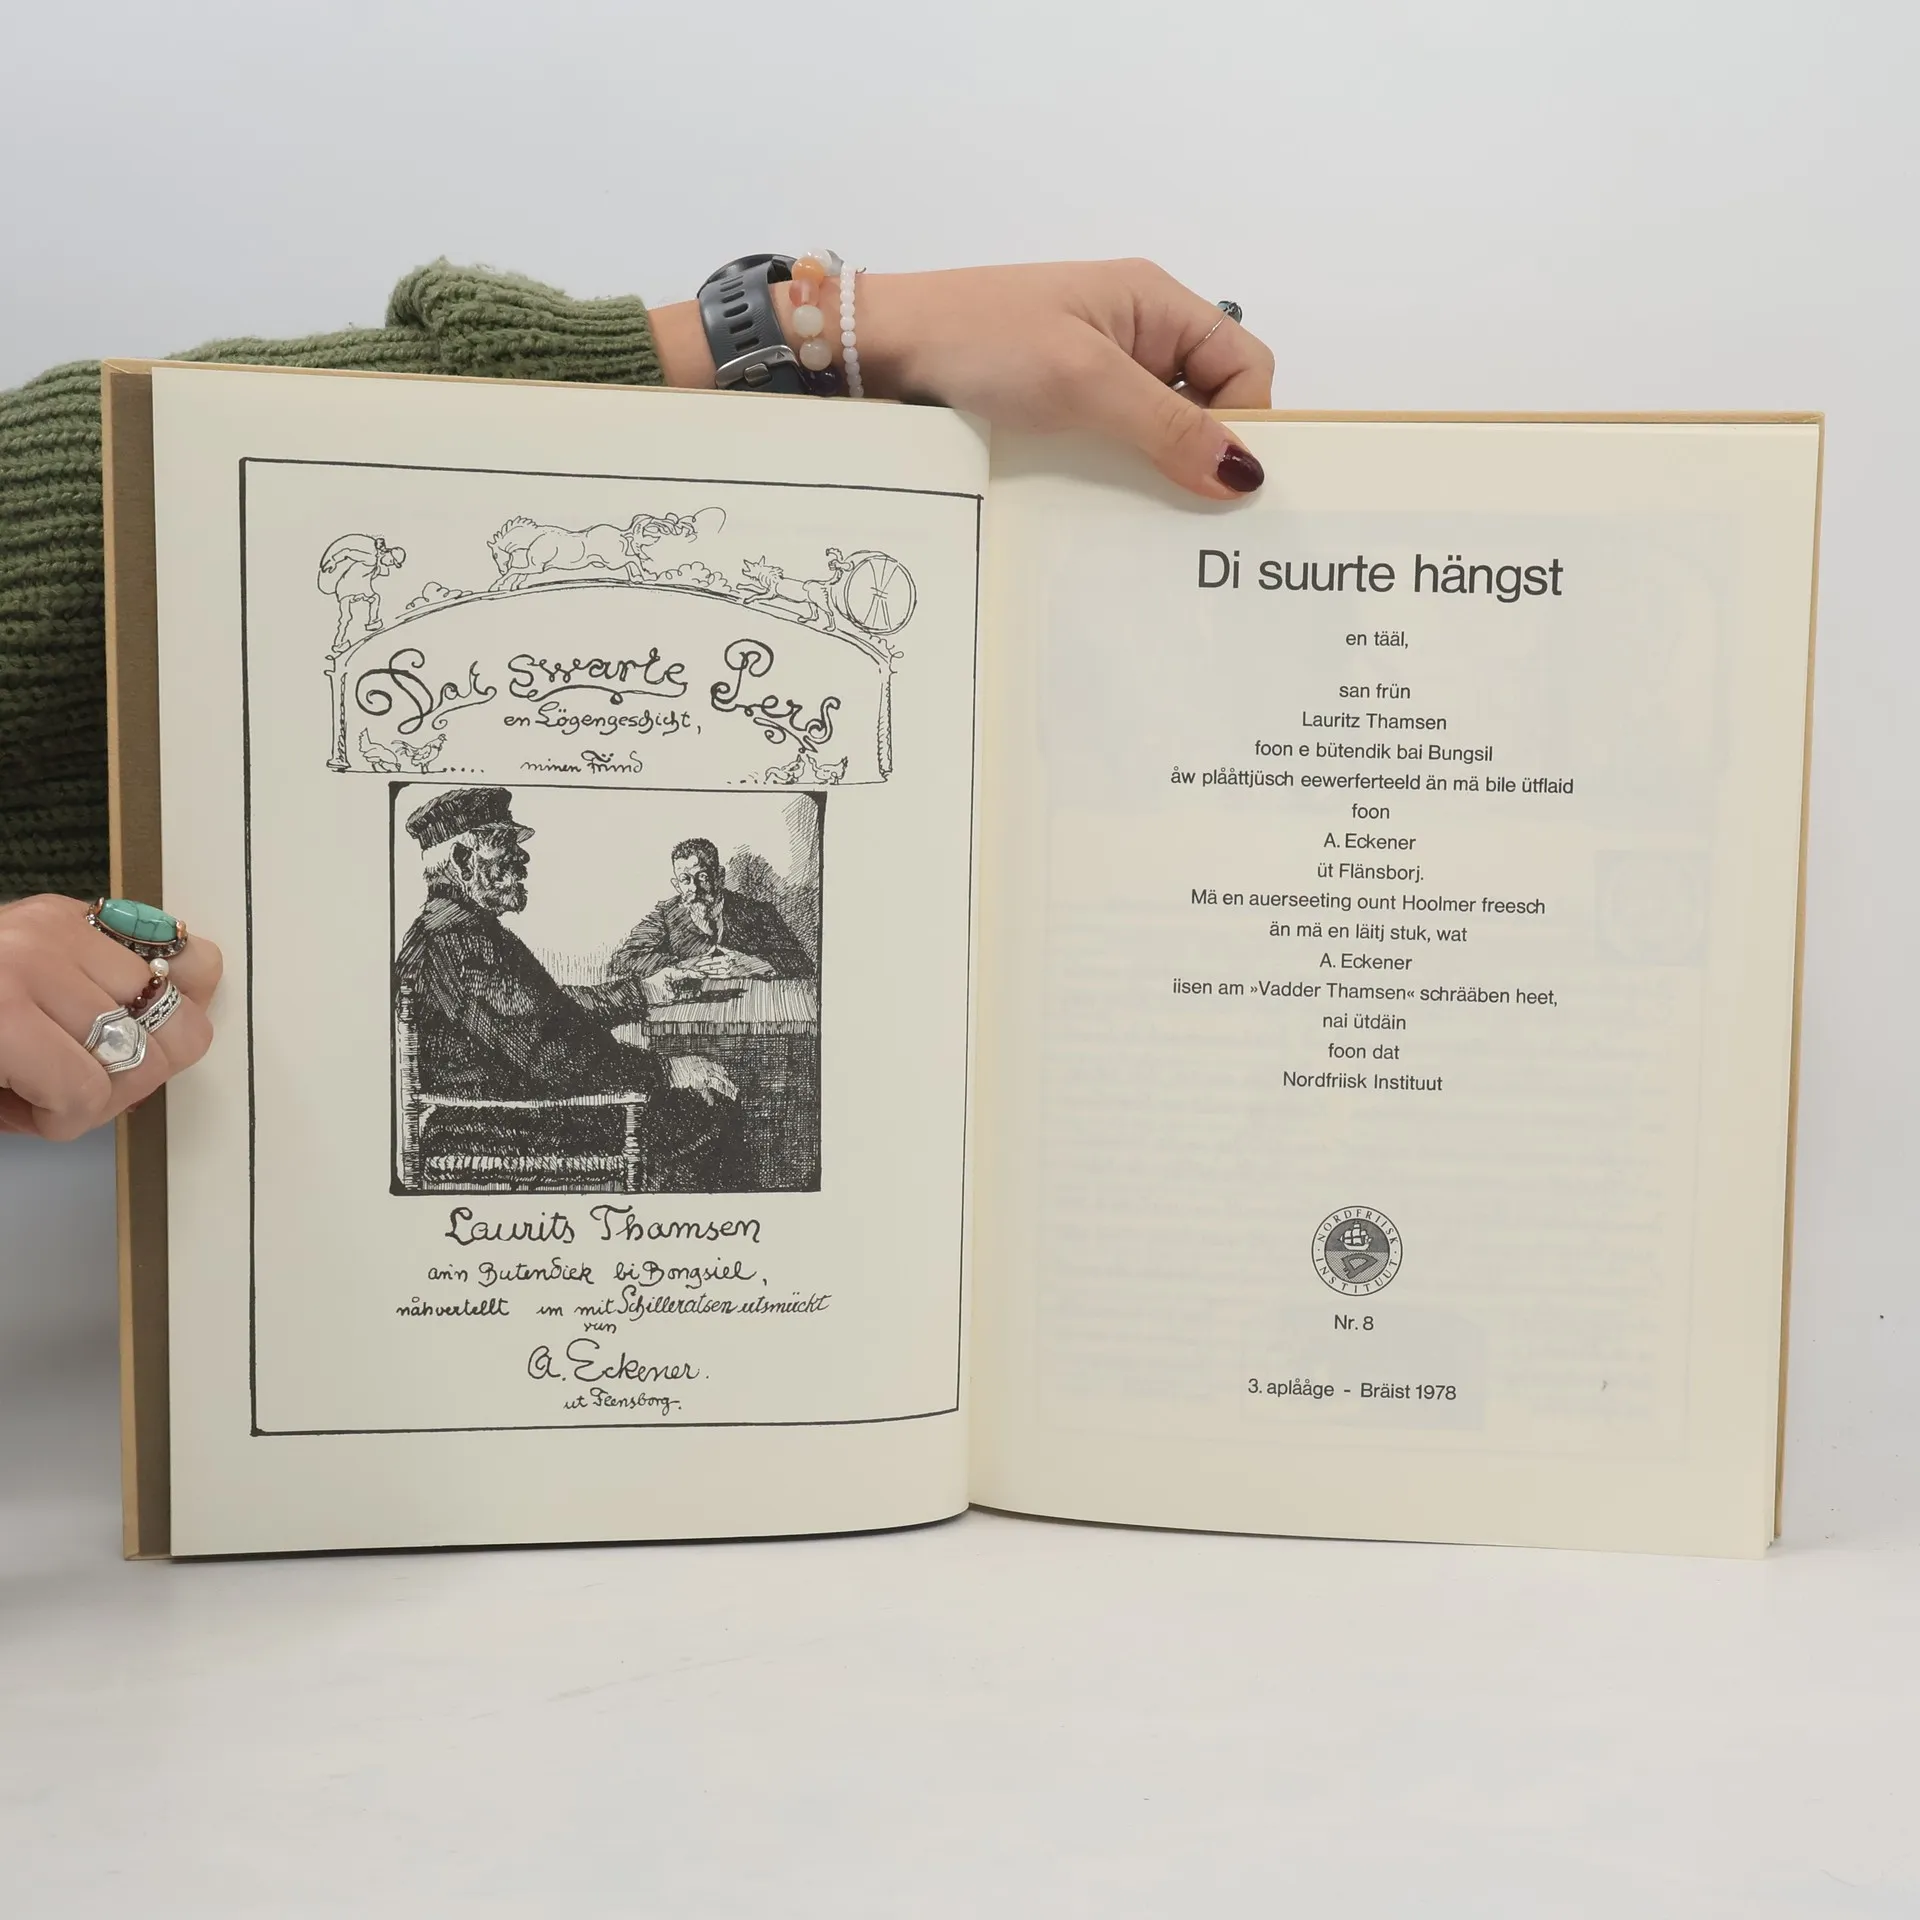 Dat swarte Peers
en Lögengeschicht,
minen Fründ
Laurits Thamsen
ann Butendiek bi Bongsiel,
nåhvertellt un mit Schilleratsen utsmückt
van
A. Eckener.
ut Flensborg.
Di suurte hängst
en tääl,
san frün
Lauritz Thamsen
foon e bütendik bai Bungsil
åw plååttjüsch eewerferteeld än mä bile ütflaid
foon
A. Eckener
üt Flänsborj.
Mä en auerseeting ount Hoolmer freesch
än mä en läitj stuk, wat
A. Eckener
iisen am »Vadder Thamsen« schrääben heet,
nai ütdäin
foon dat
Nordfriisk Instituut
NORDFRIISK INSTITUUT
Nr. 8
3. aplååge - Bräist 1978